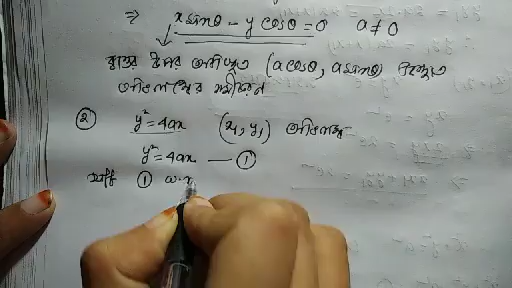 ⇒ x sinθ - y cosθ = 0 a ≠ 0
বৃত্তের উপর অবস্থিত (a cosθ, a sinθ) বিন্দুতে
অভিলম্বের সমীকরণ
② y² = 4ax (x₁, y₁) অভিলম্ব
y² = 4ax —— ①
① w.r